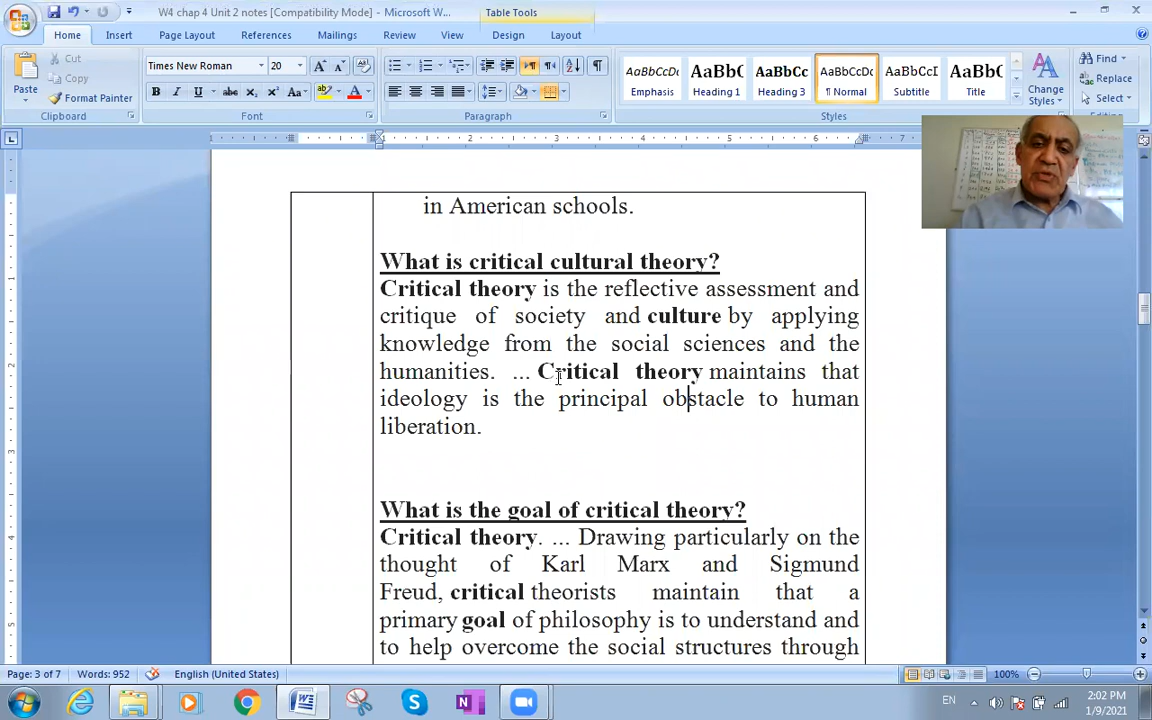 W4 chap 4 Unit 2 notes [Compatibility Mode] - Microsoft W...
Table Tools
Home Insert Page Layout References Mailings Review View Design Layout
Cut
Copy
Format Painter
Paste
Clipboard
Times New Roman 20
Font
Paragraph
AaBbCcDc AaBbC AaBbCc AaBbCcDc AaBbCcI AaBb(
Emphasis Heading 1 Heading 3 ¶ Normal Subtitle Title
Change
Styles
Styles
Find
Replace
Select
Editing
in American schools.
What is critical cultural theory?
Critical theory is the reflective assessment and
critique of society and culture by applying
knowledge from the social sciences and the
humanities. ... Critical theory maintains that
ideology is the principal obstacle to human
liberation.
What is the goal of critical theory?
Critical theory. ... Drawing particularly on the
thought of Karl Marx and Sigmund
Freud, critical theorists maintain that a
primary goal of philosophy is to understand and
to help overcome the social structures through
Page: 3 of 7 Words: 952 English (United States) 100%
EN 2:02 PM
1/9/2021